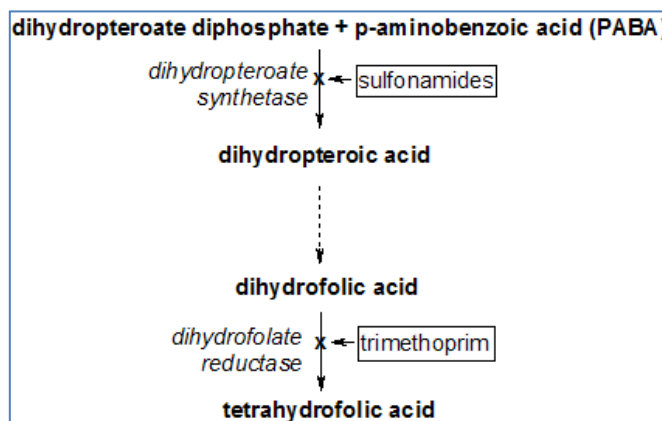 dihydropteroate diphosphate + p-aminobenzoic acid (PABA)
dihydropteroate
synthetase
x
sulfonamides
dihydropteroic acid
dihydrofolic acid
dihydrofolate
reductase
x
trimethoprim
tetrahydrofolic acid